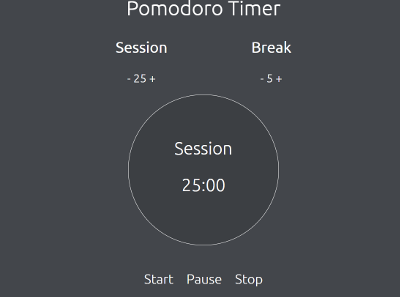 Pomodoro Timer
Session Break
- 25 + - 5 +
Session
25:00
Start Pause Stop